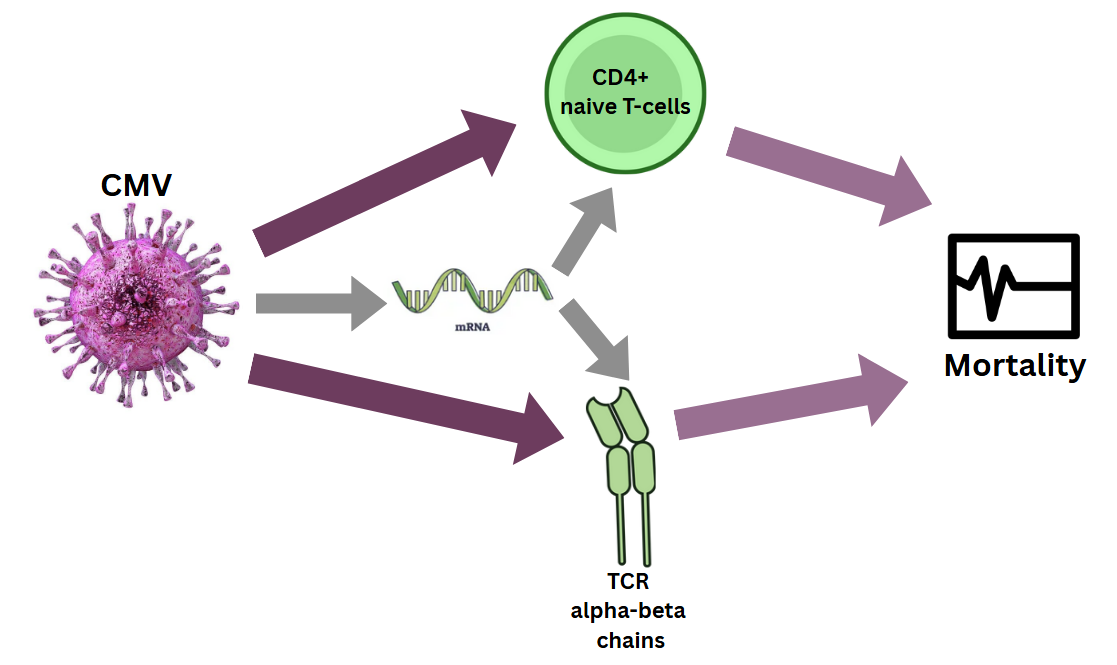 CD4+
naive T-cells
CMV
mRNA
Mortality
TCR
alpha-beta
chains